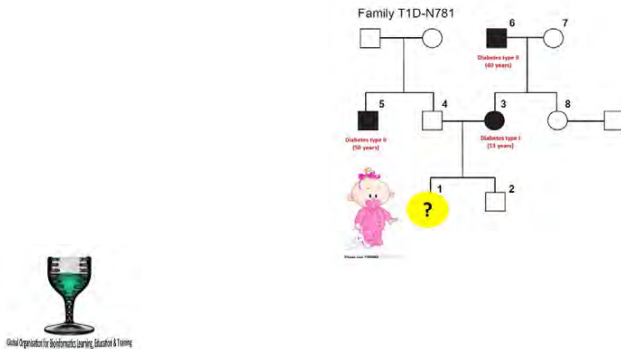 Family T1D-N781
6
7
Diabetes type II
(40 years)
5
4
3
8
Diabetes type II
(50 years)
Diabetes type I
(13 years)
1
2
?
Global Organisation for Bioinformatics Learning, Education & Training